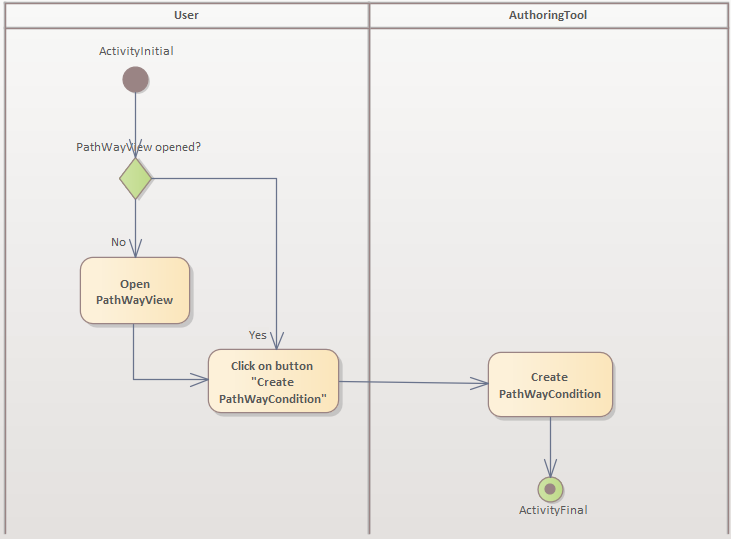 User
AuthoringTool
ActivityInitial
PathWayView opened?
No
Open
PathWayView
Yes
Click on button
"Create
PathWayCondition"
Create
PathWayCondition
ActivityFinal